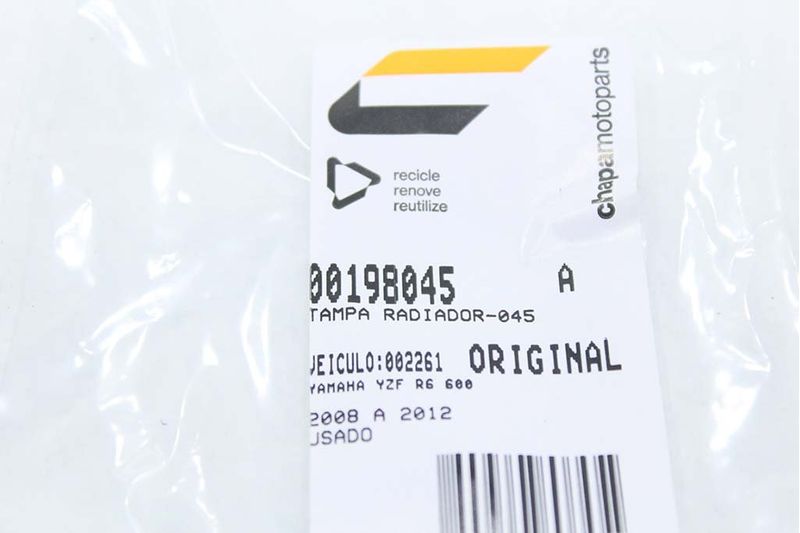 chapamotoparts
recicle
renove
reutilize
00198045 A
TAMPA RADIADOR-045
VEICULO:002261 ORIGINAL
YAMAHA YZF R6 600
2008 A 2012
USADO